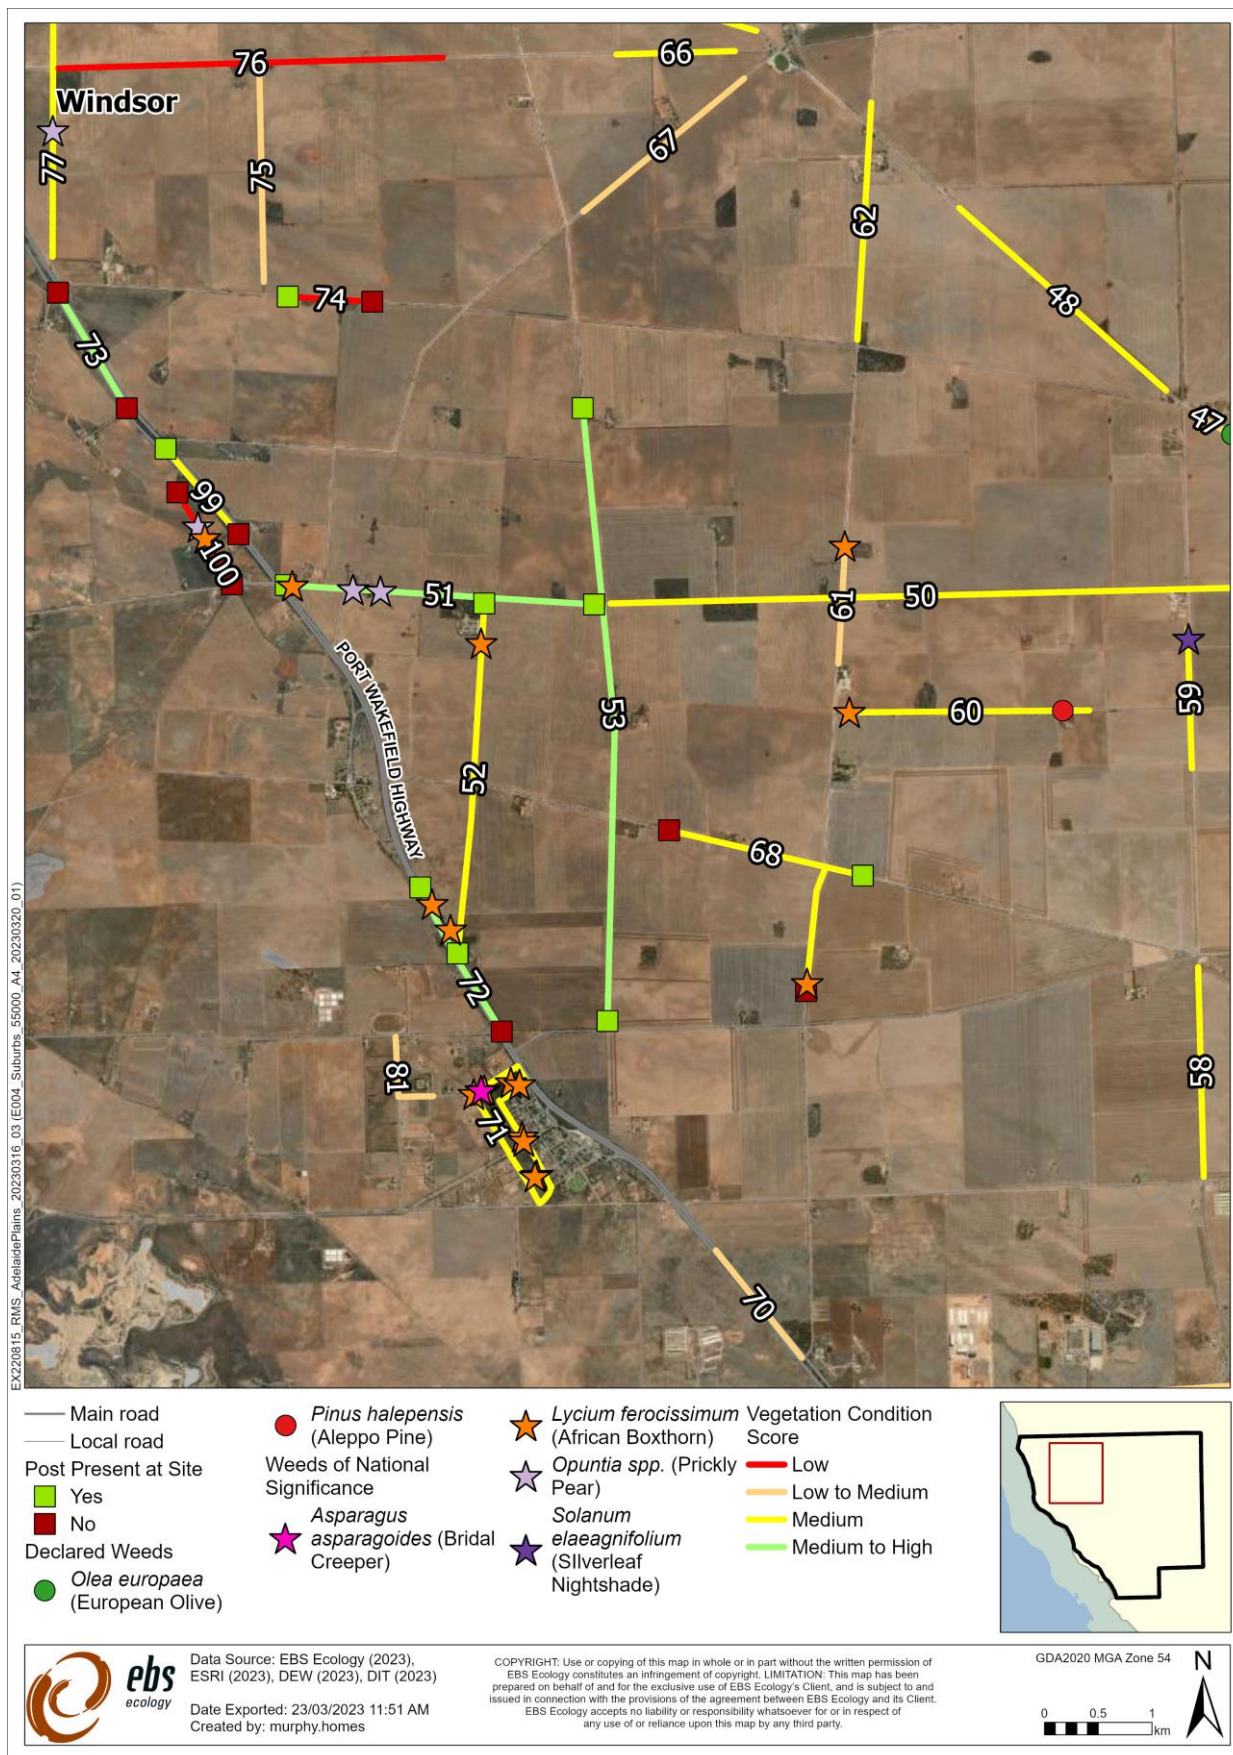 76
66
Windsor
67
77
75
62
74
48
73
47
99
100
51
61
50
PORT WAKEFIELD HIGHWAY
53
59
60
52
68
72
81
58
71
70
EX220815_RMS_AdelaidePlains_20230316_03 (E004_Suburbs_55000_A4_20230320_01)
Main road
Local road
Post Present at Site
Yes
No
Declared Weeds
Olea europaea
(European Olive)
Pinus halepensis
(Aleppo Pine)
Weeds of National
Significance
Asparagus
asparagoides (Bridal
Creeper)
Lycium ferocissimum
(African Boxthorn)
Opuntia spp. (Prickly
Pear)
Solanum
elaeagnifolium
(SIlverleaf
Nightshade)
Vegetation Condition
Score
Low
Low to Medium
Medium
Medium to High
ebs
ecology
Data Source: EBS Ecology (2023),
ESRI (2023), DEW (2023), DIT (2023)
Date Exported: 23/03/2023 11:51 AM
Created by: murphy.homes
COPYRIGHT: Use or copying of this map in whole or in part without the written permission of
EBS Ecology constitutes an infringement of copyright. LIMITATION: This map has been
prepared on behalf of and for the exclusive use of EBS Ecology's Client, and is subject to and
issued in connection with the provisions of the agreement between EBS Ecology and its Client.
EBS Ecology accepts no liability or responsibility whatsoever for or in respect of
any use of or reliance upon this map by any third party.
GDA2020 MGA Zone 54
N
0 0.5 1
km